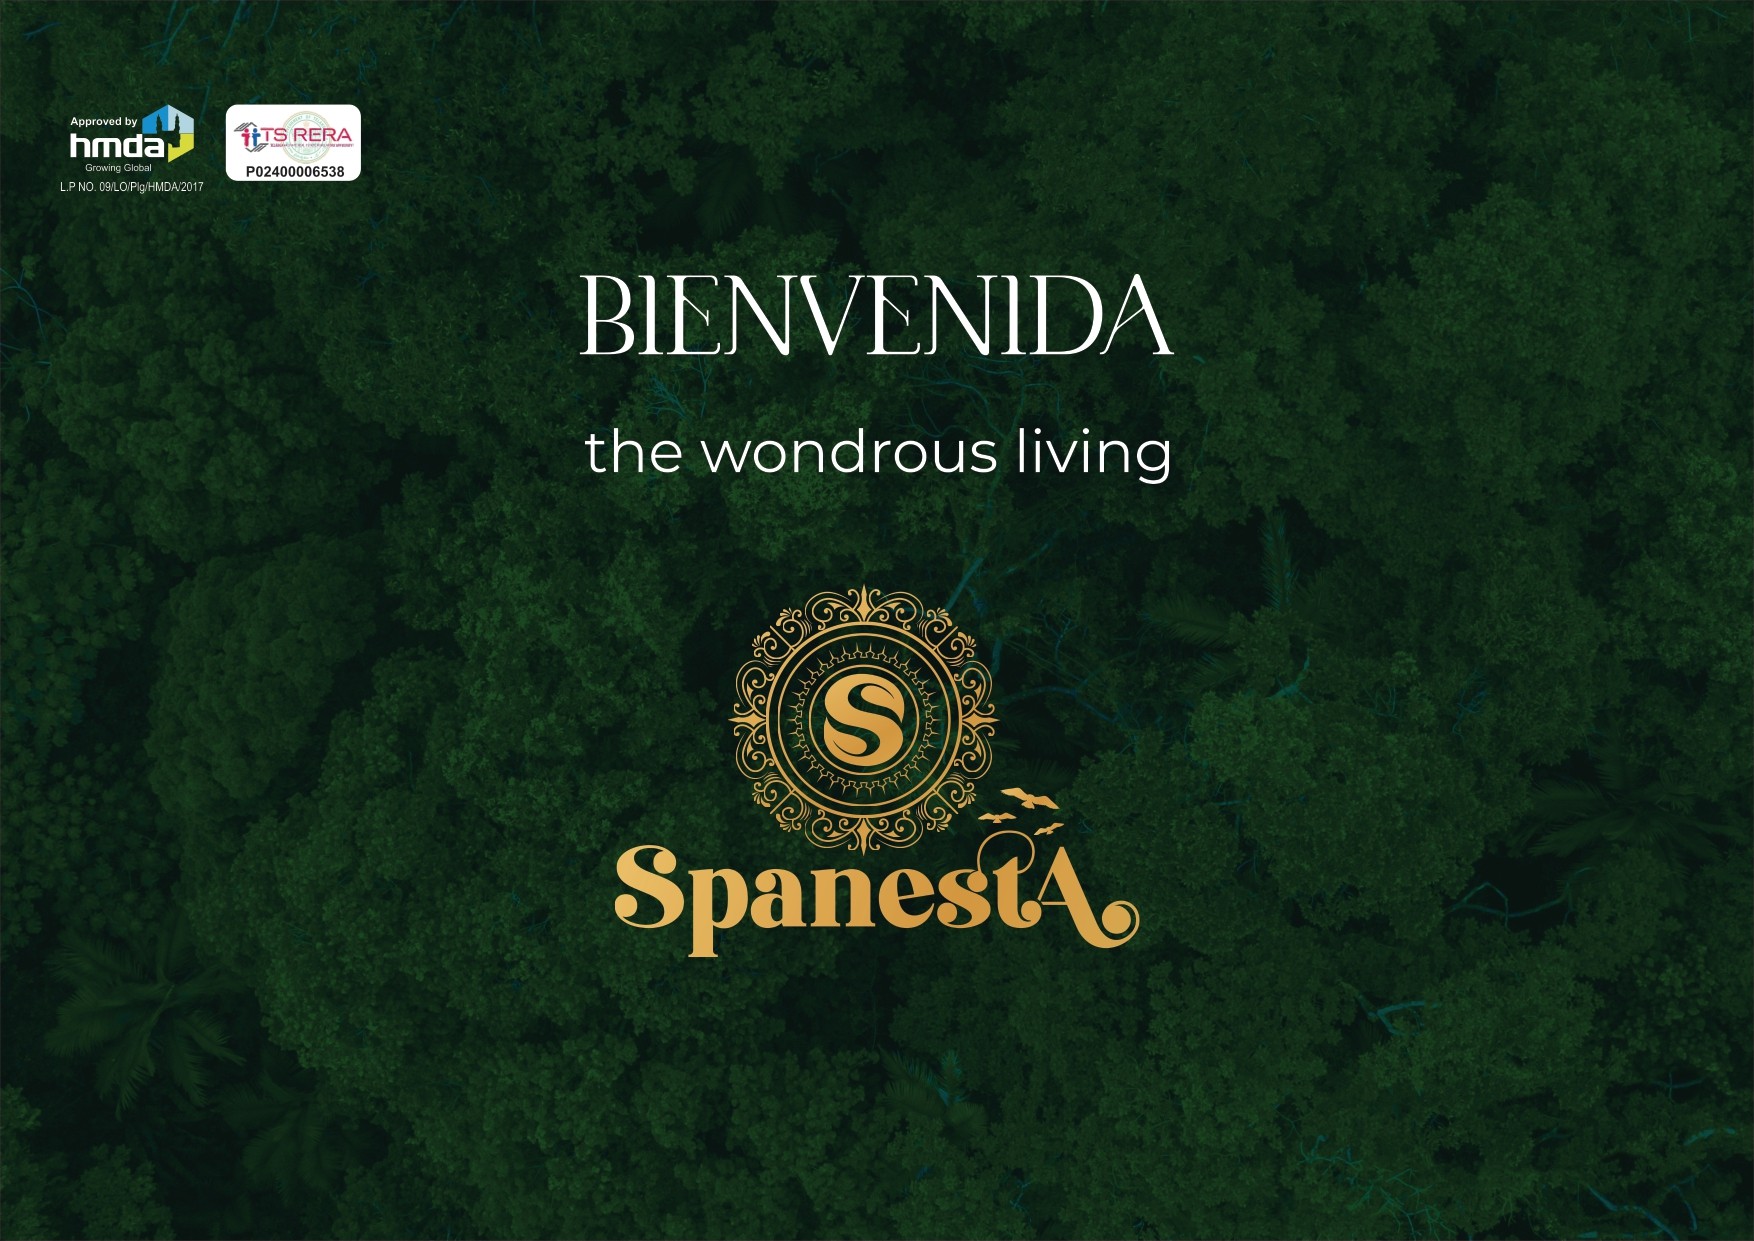 Approved by
hmda
Growing Global
L.P NO. 09/LO/Plg/HMDA/2017
TS RERA
P02400006538
BIENVENIDA
the wondrous living
S
SpanestA